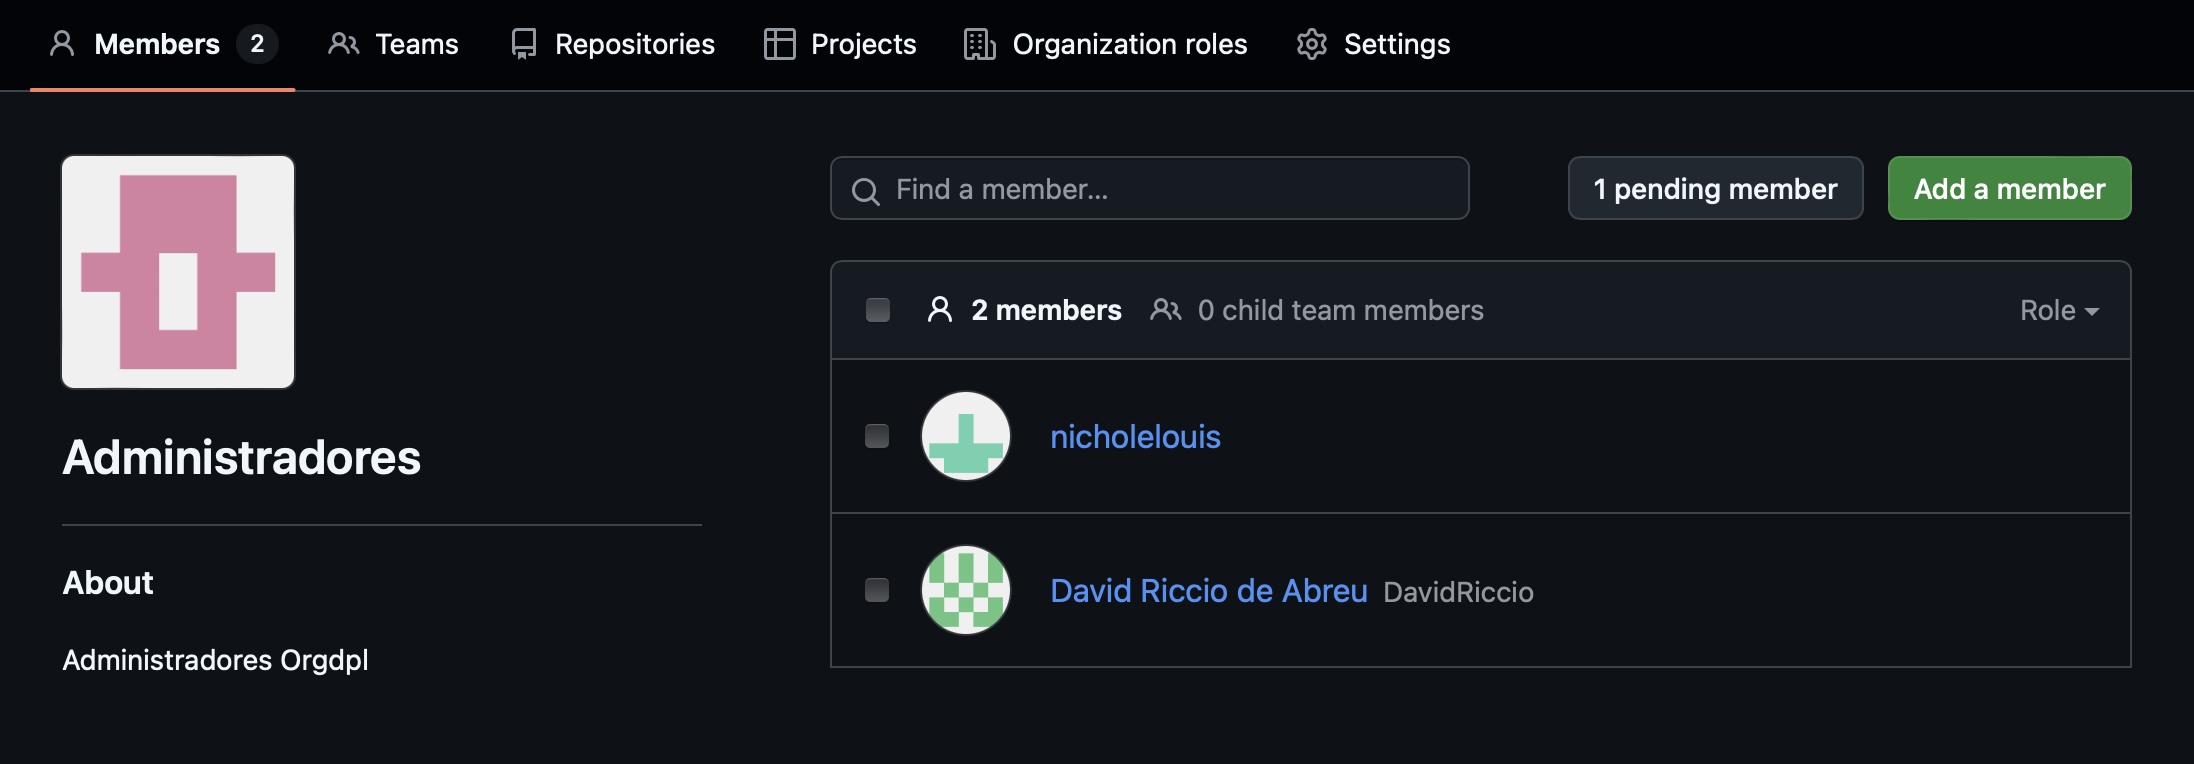 Members 2 Teams Repositories Projects Organization roles Settings
Find a member... 1 pending member Add a member
2 members 0 child team members Role
nicholelouis
David Riccio de Abreu DavidRiccio
Administradores
About
Administradores Orgdpl